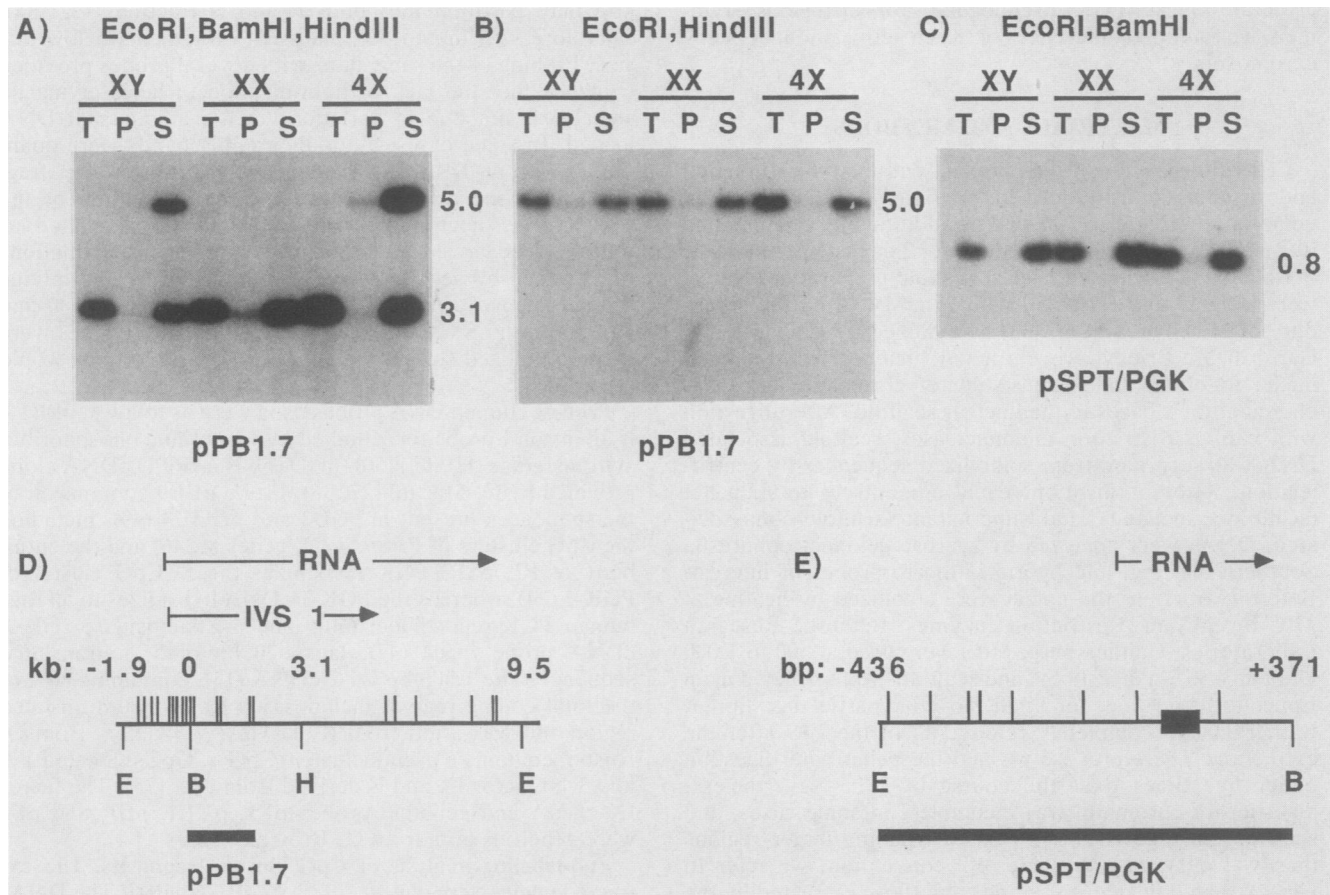 A) EcoRI,BamHI,HindIII
B) EcoRI,HindIII
C) EcoRI,BamHI
XY XX 4X
T P S T P S T P S
5.0
3.1
pPB1.7
XY XX 4X
T P S T P S T P S
5.0
pPB1.7
XY XX 4X
T P S T P S T P S
0.8
pSPT/PGK
D)
RNA
IVS 1
kb: -1.9 0 3.1 9.5
E B H E
pPB1.7
E)
RNA
bp: -436 +371
E B
pSPT/PGK